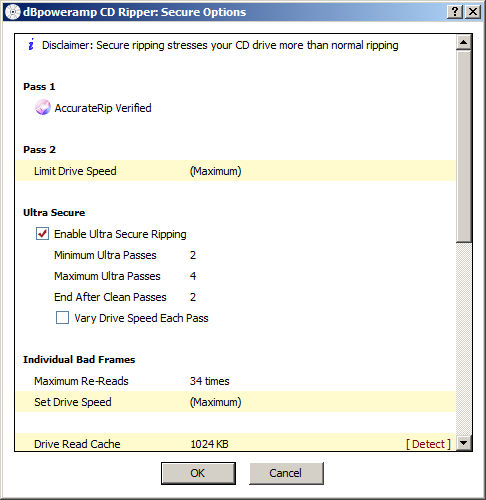 dBpoweramp CD Ripper: Secure Options
i Disclaimer: Secure ripping stresses your CD drive more than normal ripping
Pass 1
AccurateRip Verified
Pass 2
Limit Drive Speed (Maximum)
Ultra Secure
Enable Ultra Secure Ripping
Minimum Ultra Passes 2
Maximum Ultra Passes 4
End After Clean Passes 2
Vary Drive Speed Each Pass
Individual Bad Frames
Maximum Re-Reads 34 times
Set Drive Speed (Maximum)
Drive Read Cache 1024 KB [ Detect ]
OK Cancel